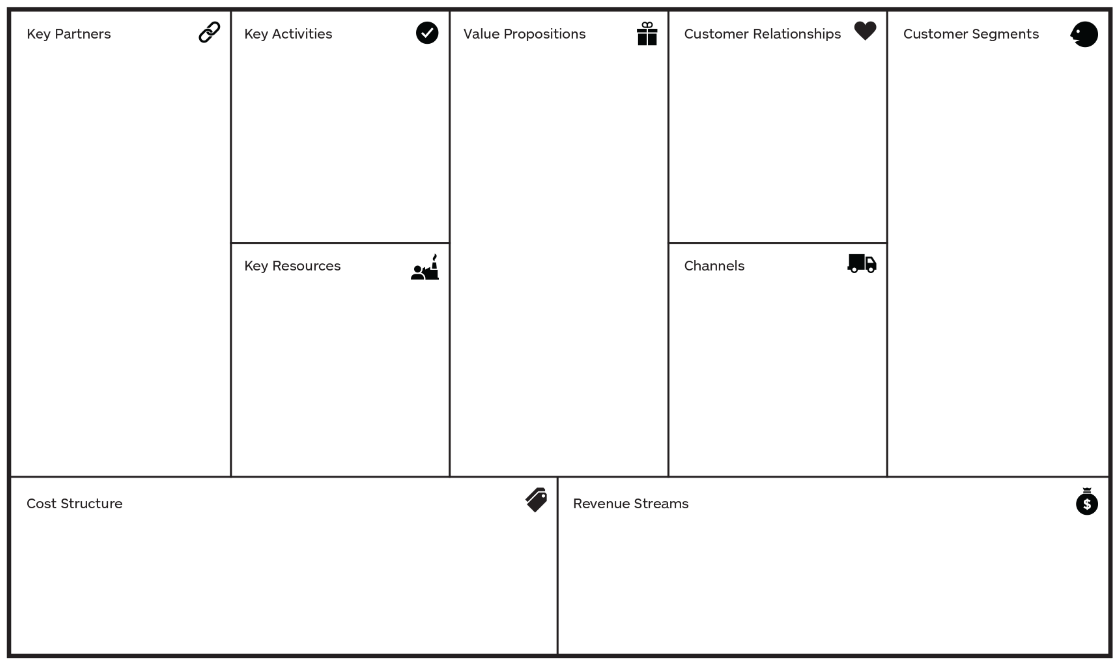 Key Partners
Key Activities
Value Propositions
Customer Relationships
Customer Segments
Key Resources
Channels
Cost Structure
Revenue Streams
$